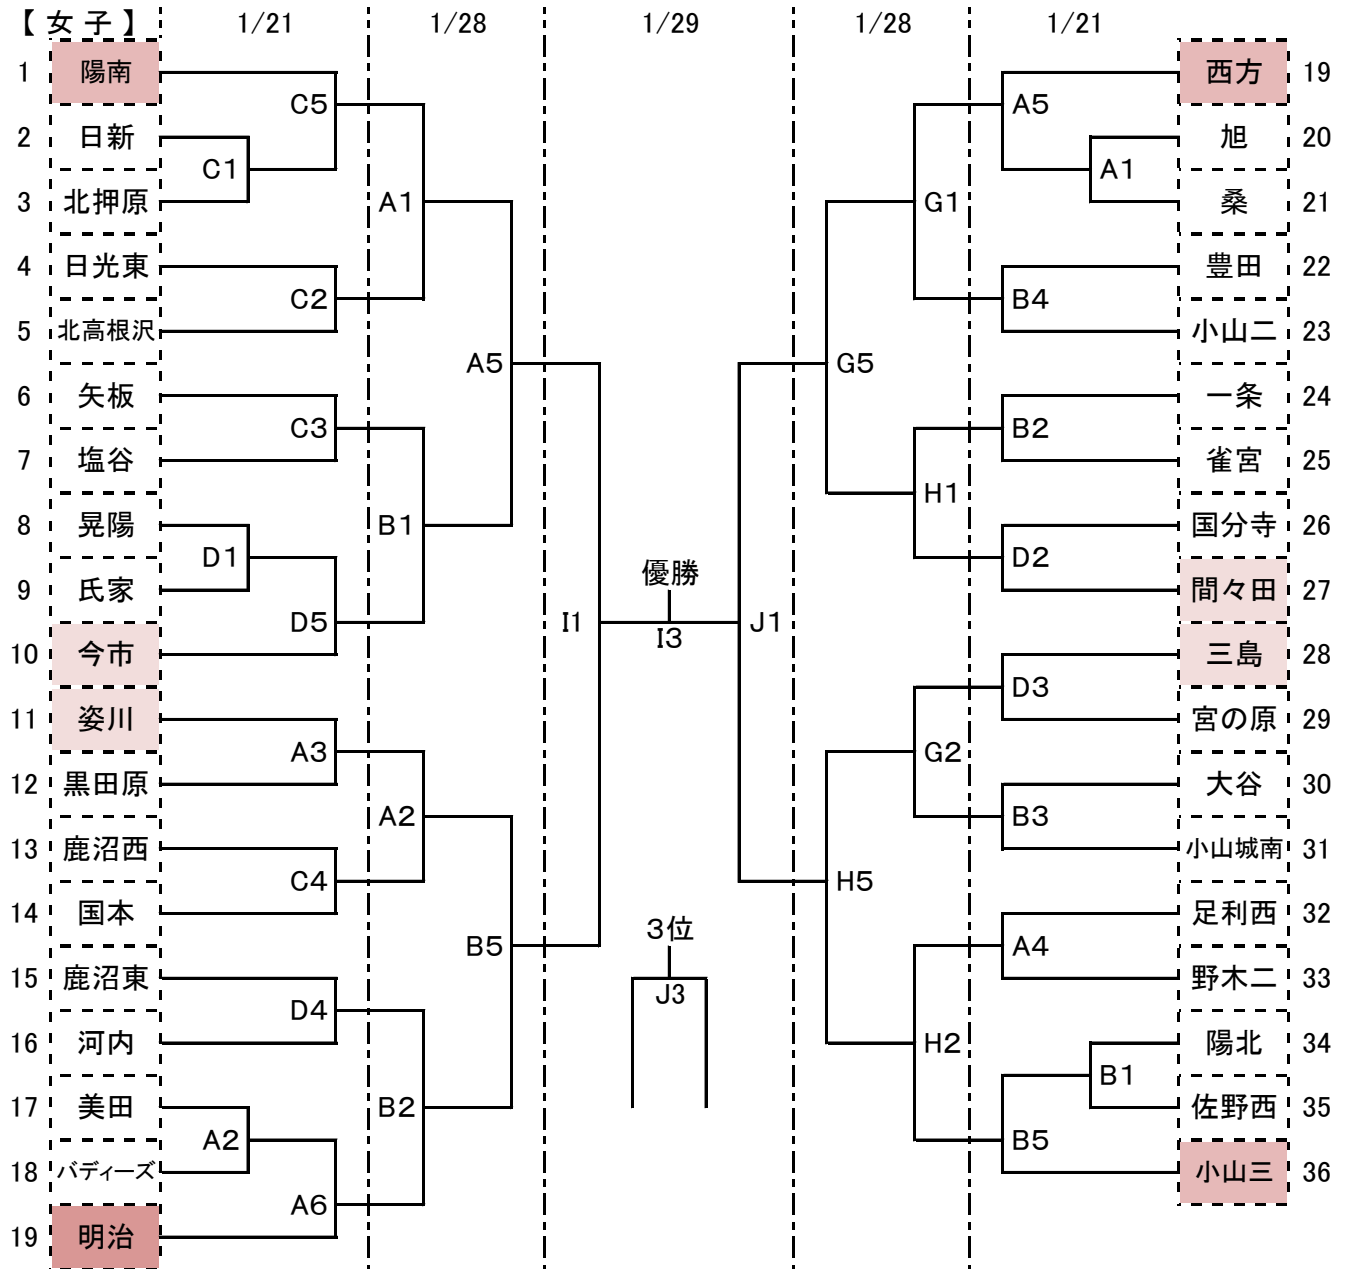 【 女 子 】 1/21 1/28 1/29 1/28 1/21
1 陽南 西方 19
C5 A5
2 日新 旭 20
C1 A1
3 北押原 A1 G1 桑 21
4 日光東 豊田 22
C2 B4
5 北高根沢 小山二 23
A5 G5
6 矢板 一条 24
C3 B2
7 塩谷 雀宮 25
H1
8 晃陽 B1 国分寺 26
D1 D2
9 氏家 優勝 間々田 27
D5 I1 I3 J1
10 今市 三島 28
D3
11 姿川 宮の原 29
A3 G2
12 黒田原 大谷 30
A2 B3
13 鹿沼西 小山城南 31
C4 H5
14 国本 足利西 32
B5 3位 A4
15 鹿沼東 野木二 33
J3
D4
16 河内 H2 陽北 34
B1
17 美田 B2 佐野西 35
A2 B5
18 バディーズ 小山三 36
A6
19 明治